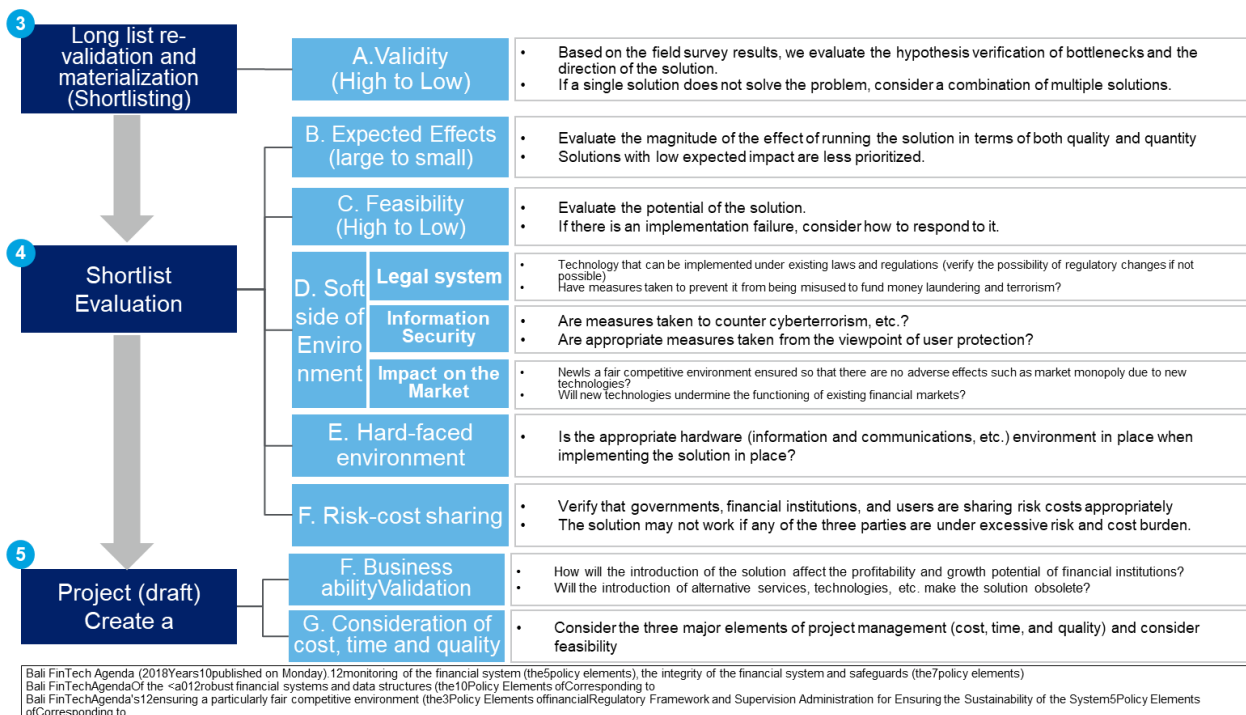 3
Long list re-
validation and
materialization
(Shortlisting)
A.Validity
(High to Low)
• Based on the field survey results, we evaluate the hypothesis verification of bottlenecks and the
direction of the solution.
• If a single solution does not solve the problem, consider a combination of multiple solutions.
4
Shortlist
Evaluation
B. Expected Effects
(large to small)
• Evaluate the magnitude of the effect of running the solution in terms of both quality and quantity
• Solutions with low expected impact are less prioritized.
C. Feasibility
(High to Low)
• Evaluate the potential of the solution.
• If there is an implementation failure, consider how to respond to it.
D. Soft
side of
Enviro
nment
Legal system
• Technology that can be implemented under existing laws and regulations (verify the possibility of regulatory changes if not
possible)
• Have measures taken to prevent it from being misused to fund money laundering and terrorism?
Information
Security
• Are measures taken to counter cyberterrorism, etc.?
• Are appropriate measures taken from the viewpoint of user protection?
Impact on the
Market
• NewIs a fair competitive environment ensured so that there are no adverse effects such as market monopoly due to new
technologies?
• Will new technologies undermine the functioning of existing financial markets?
E. Hard-faced
environment
• Is the appropriate hardware (information and communications, etc.) environment in place when
implementing the solution in place?
F. Risk-cost sharing
• Verify that governments, financial institutions, and users are sharing risk costs appropriately
• The solution may not work if any of the three parties are under excessive risk and cost burden.
5
Project (draft)
Create a
F. Business
abilityValidation
• How will the introduction of the solution affect the profitability and growth potential of financial institutions?
• Will the introduction of alternative services, technologies, etc. make the solution obsolete?
G. Consideration of
cost, time and quality
• Consider the three major elements of project management (cost, time, and quality) and consider
feasibility
Bali FinTech Agenda (2018Years10published on Monday).12monitoring of the financial system (the5policy elements), the integrity of the financial system and safeguards (the7policy elements)
Bali FinTechAgendaOf the <a012robust financial systems and data structures (the10Policy Elements ofCorresponding to
Bali FinTechAgenda's12ensuring a particularly fair competitive environment (the3Policy Elements offinancialRegulatory Framework and Supervision Administration for Ensuring the Sustainability of the System5Policy Elements
ofCorresponding to